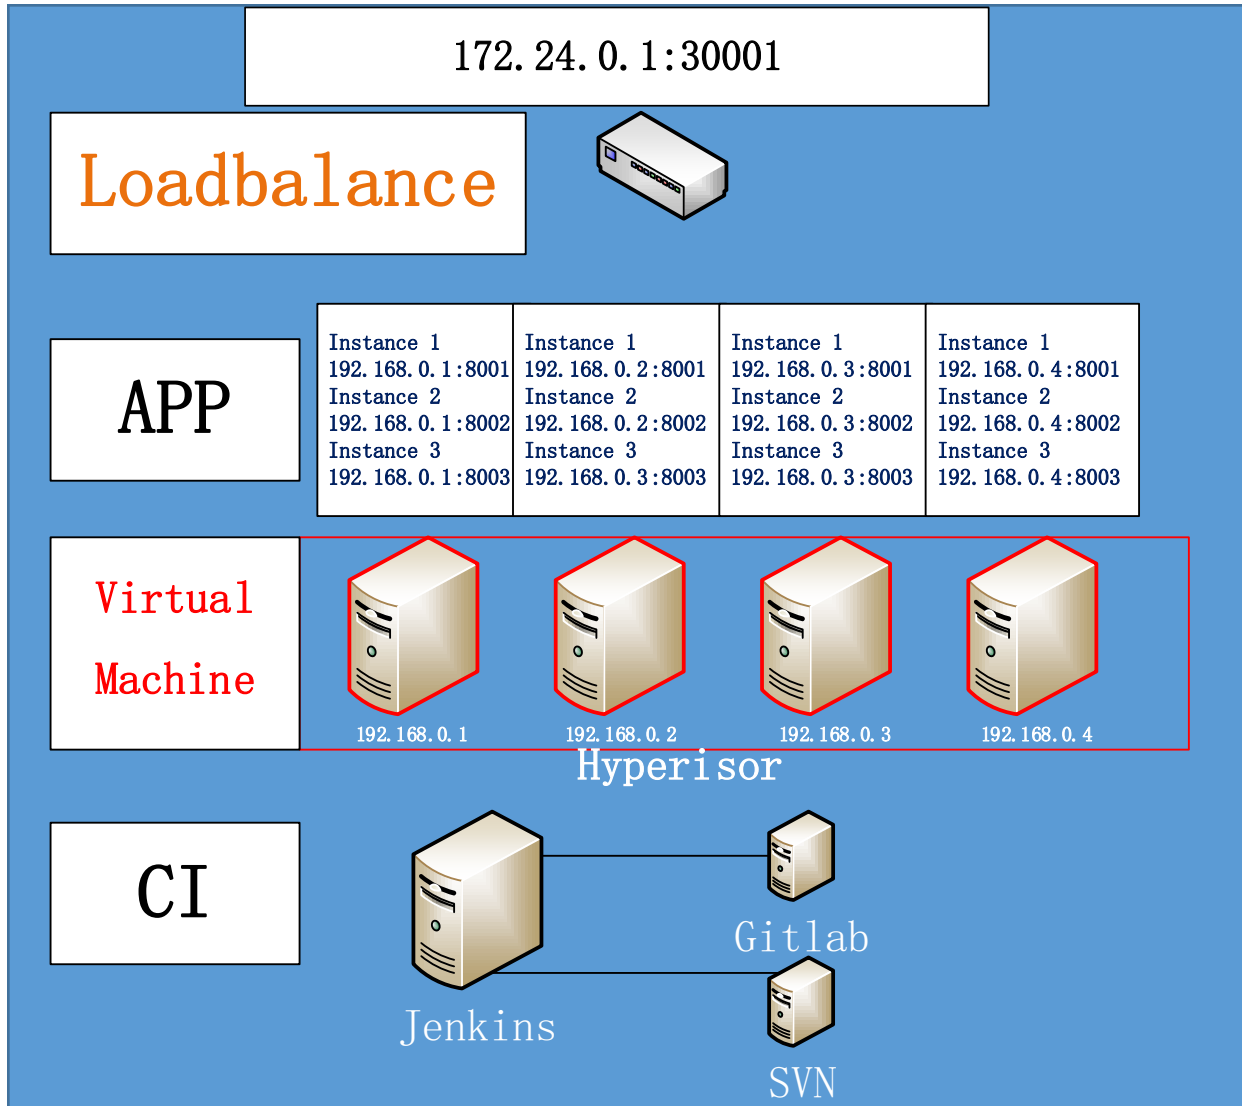 172.24.0.1:30001
Loadbalance
APP
Instance 1
192.168.0.1:8001
Instance 2
192.168.0.1:8002
Instance 3
192.168.0.1:8003
Instance 1
192.168.0.2:8001
Instance 2
192.168.0.2:8002
Instance 3
192.168.0.3:8003
Instance 1
192.168.0.3:8001
Instance 2
192.168.0.3:8002
Instance 3
192.168.0.3:8003
Instance 1
192.168.0.4:8001
Instance 2
192.168.0.4:8002
Instance 3
192.168.0.4:8003
Virtual
Machine
192.168.0.1
192.168.0.2
192.168.0.3
192.168.0.4
Hyperisor
CI
Jenkins
Gitlab
SVN